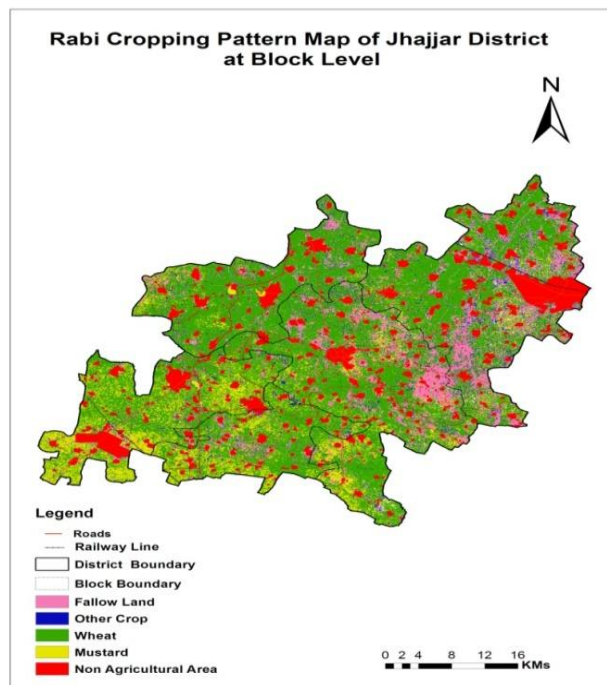 Rabi Cropping Pattern Map of Jhajjar District
at Block Level
N
Legend
Roads
Railway Line
District Boundary
Block Boundary
Fallow Land
Other Crop
Wheat
Mustard
Non Agricultural Area
0 2 4 8 12 16
KMs